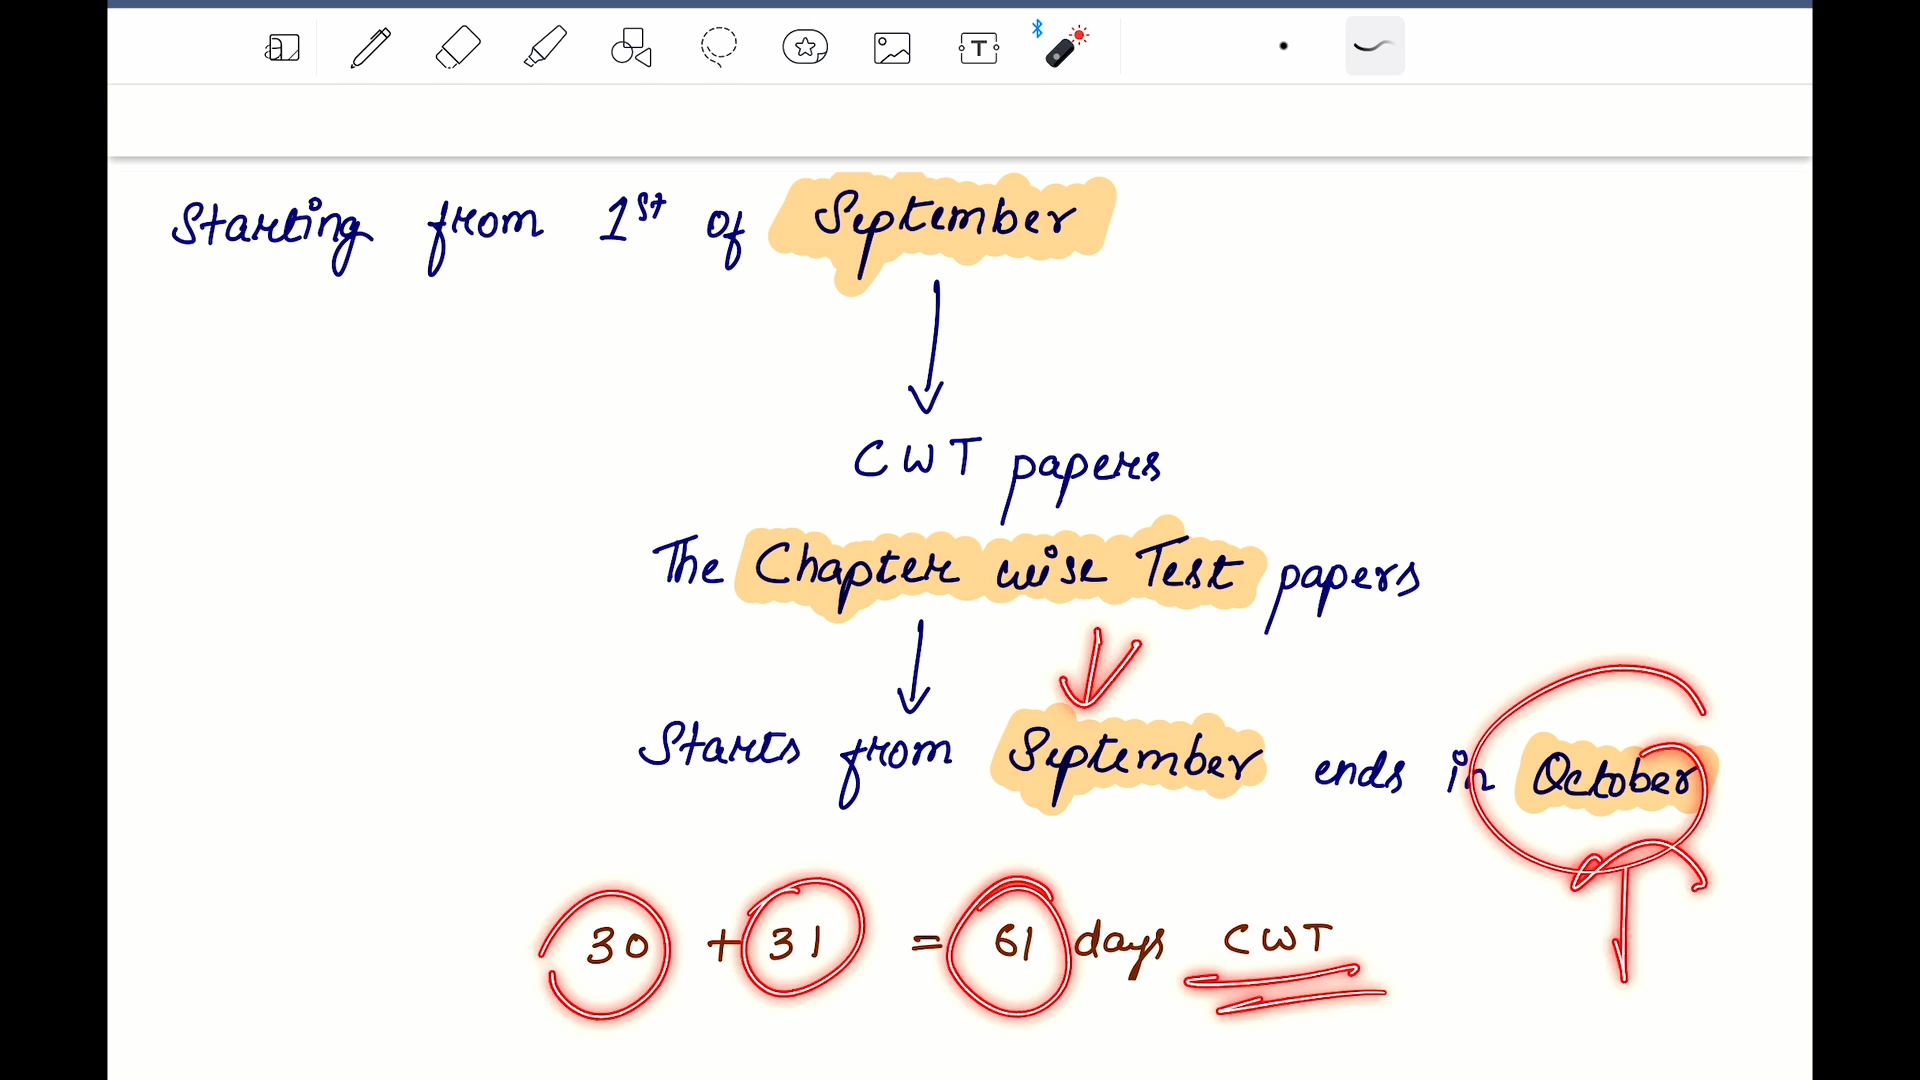 Starting from 1st of September
CWT papers
The Chapter wise Test papers
Starts from September ends in October
30 + 31 = 61 days CWT